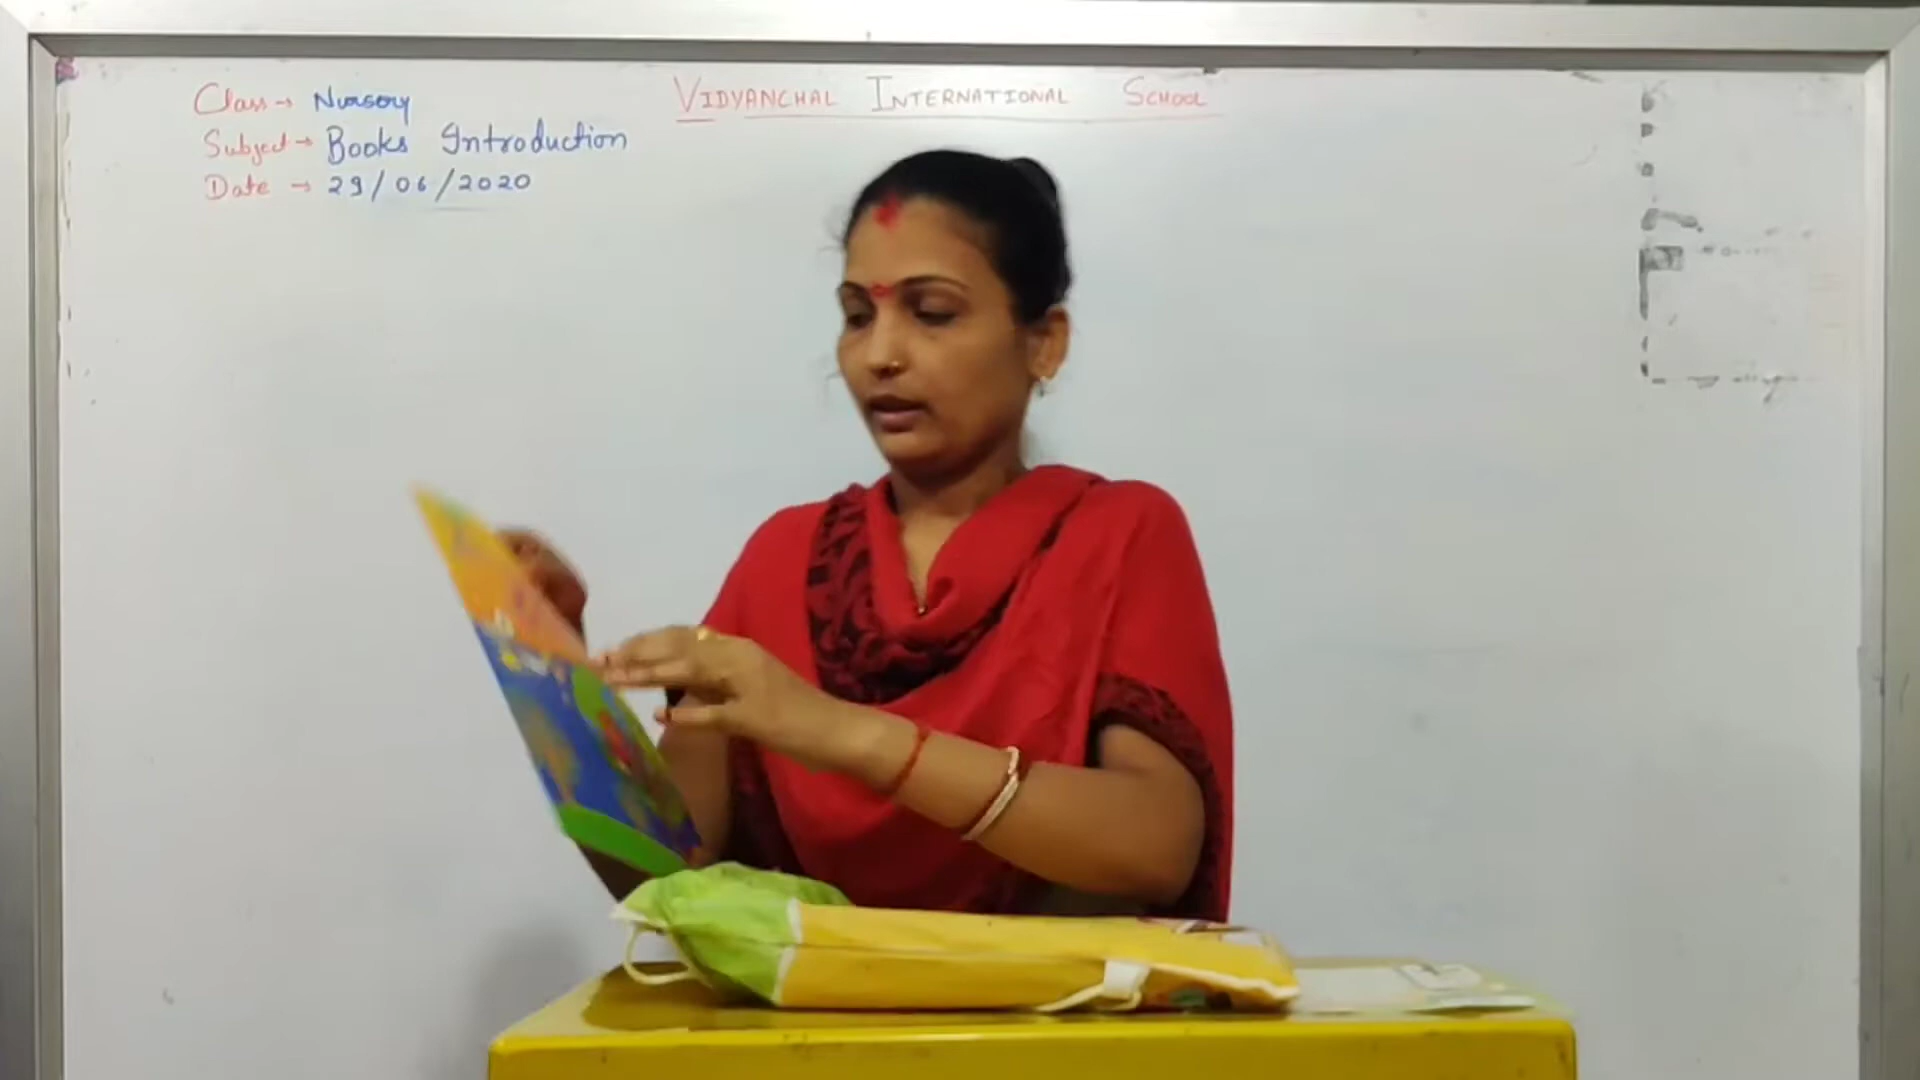 Class → Nursery
VIDYANCHAL INTERNATIONAL SCHOOL
Subject → Books Introduction
Date → 29/06/2020